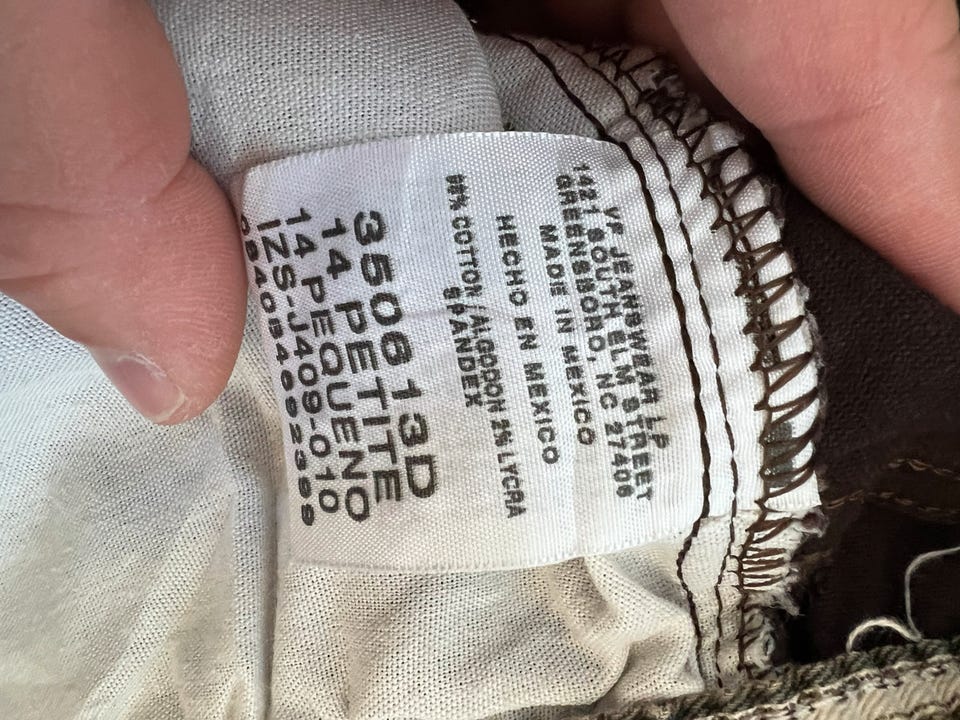 VF JEANSWEAR LP
1421 SOUTH ELM STREET
GREENSBORO, NC 27406
MADE IN MEXICO
HECHO EN MEXICO
98% COTTON/ALGODON 2% LYCRA
SPANDEX
350613D
14 PETITE
14 PEQUENO
IZS-J409-010